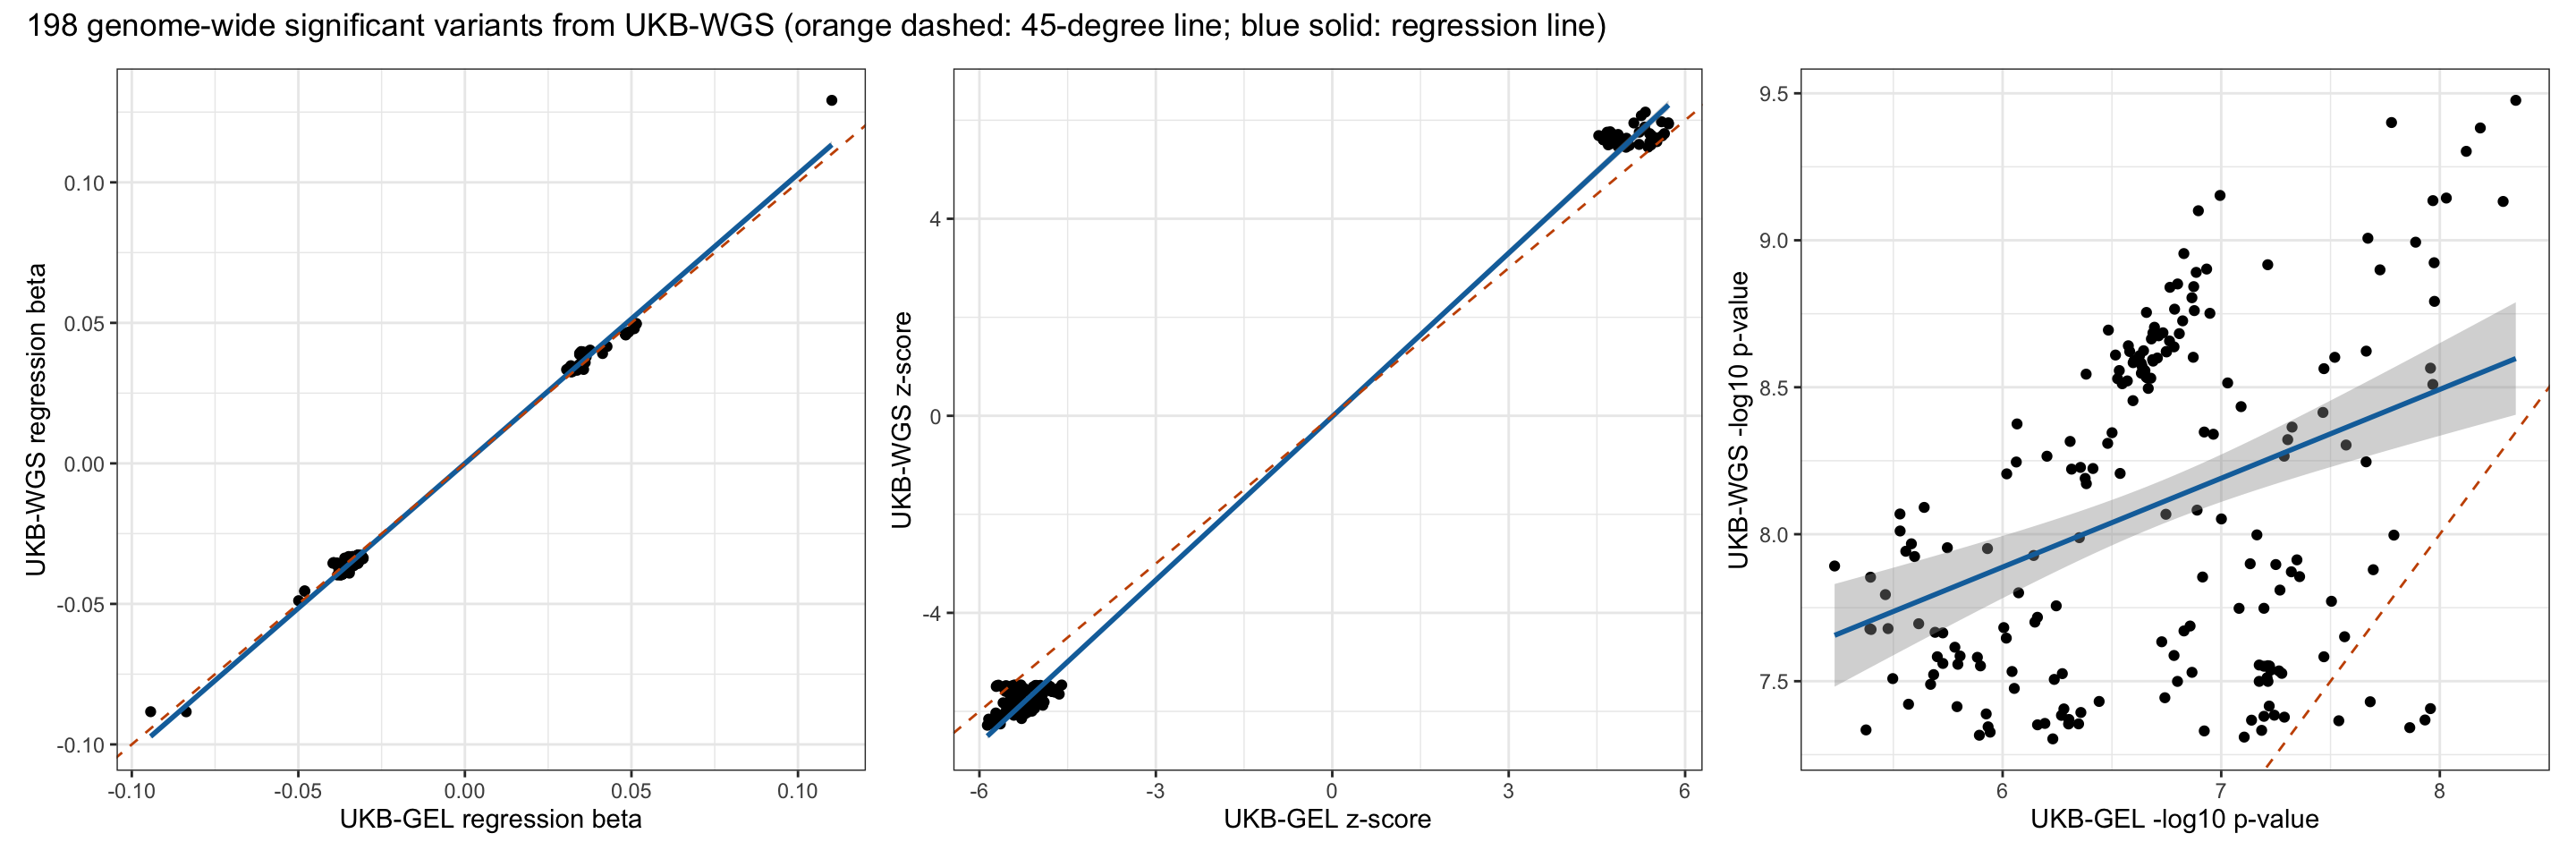 198 genome-wide significant variants from UKB-WGS (orange dashed: 45-degree line; blue solid: regression line)
UKB-WGS regression beta
0.10
0.05
0.00
-0.05
-0.10
-0.10 -0.05 0.00 0.05 0.10
UKB-GEL regression beta
UKB-WGS z-score
4
0
-4
-6 -3 0 3 6
UKB-GEL z-score
UKB-WGS -log10 p-value
9.5
9.0
8.5
8.0
7.5
6 7 8
UKB-GEL -log10 p-value